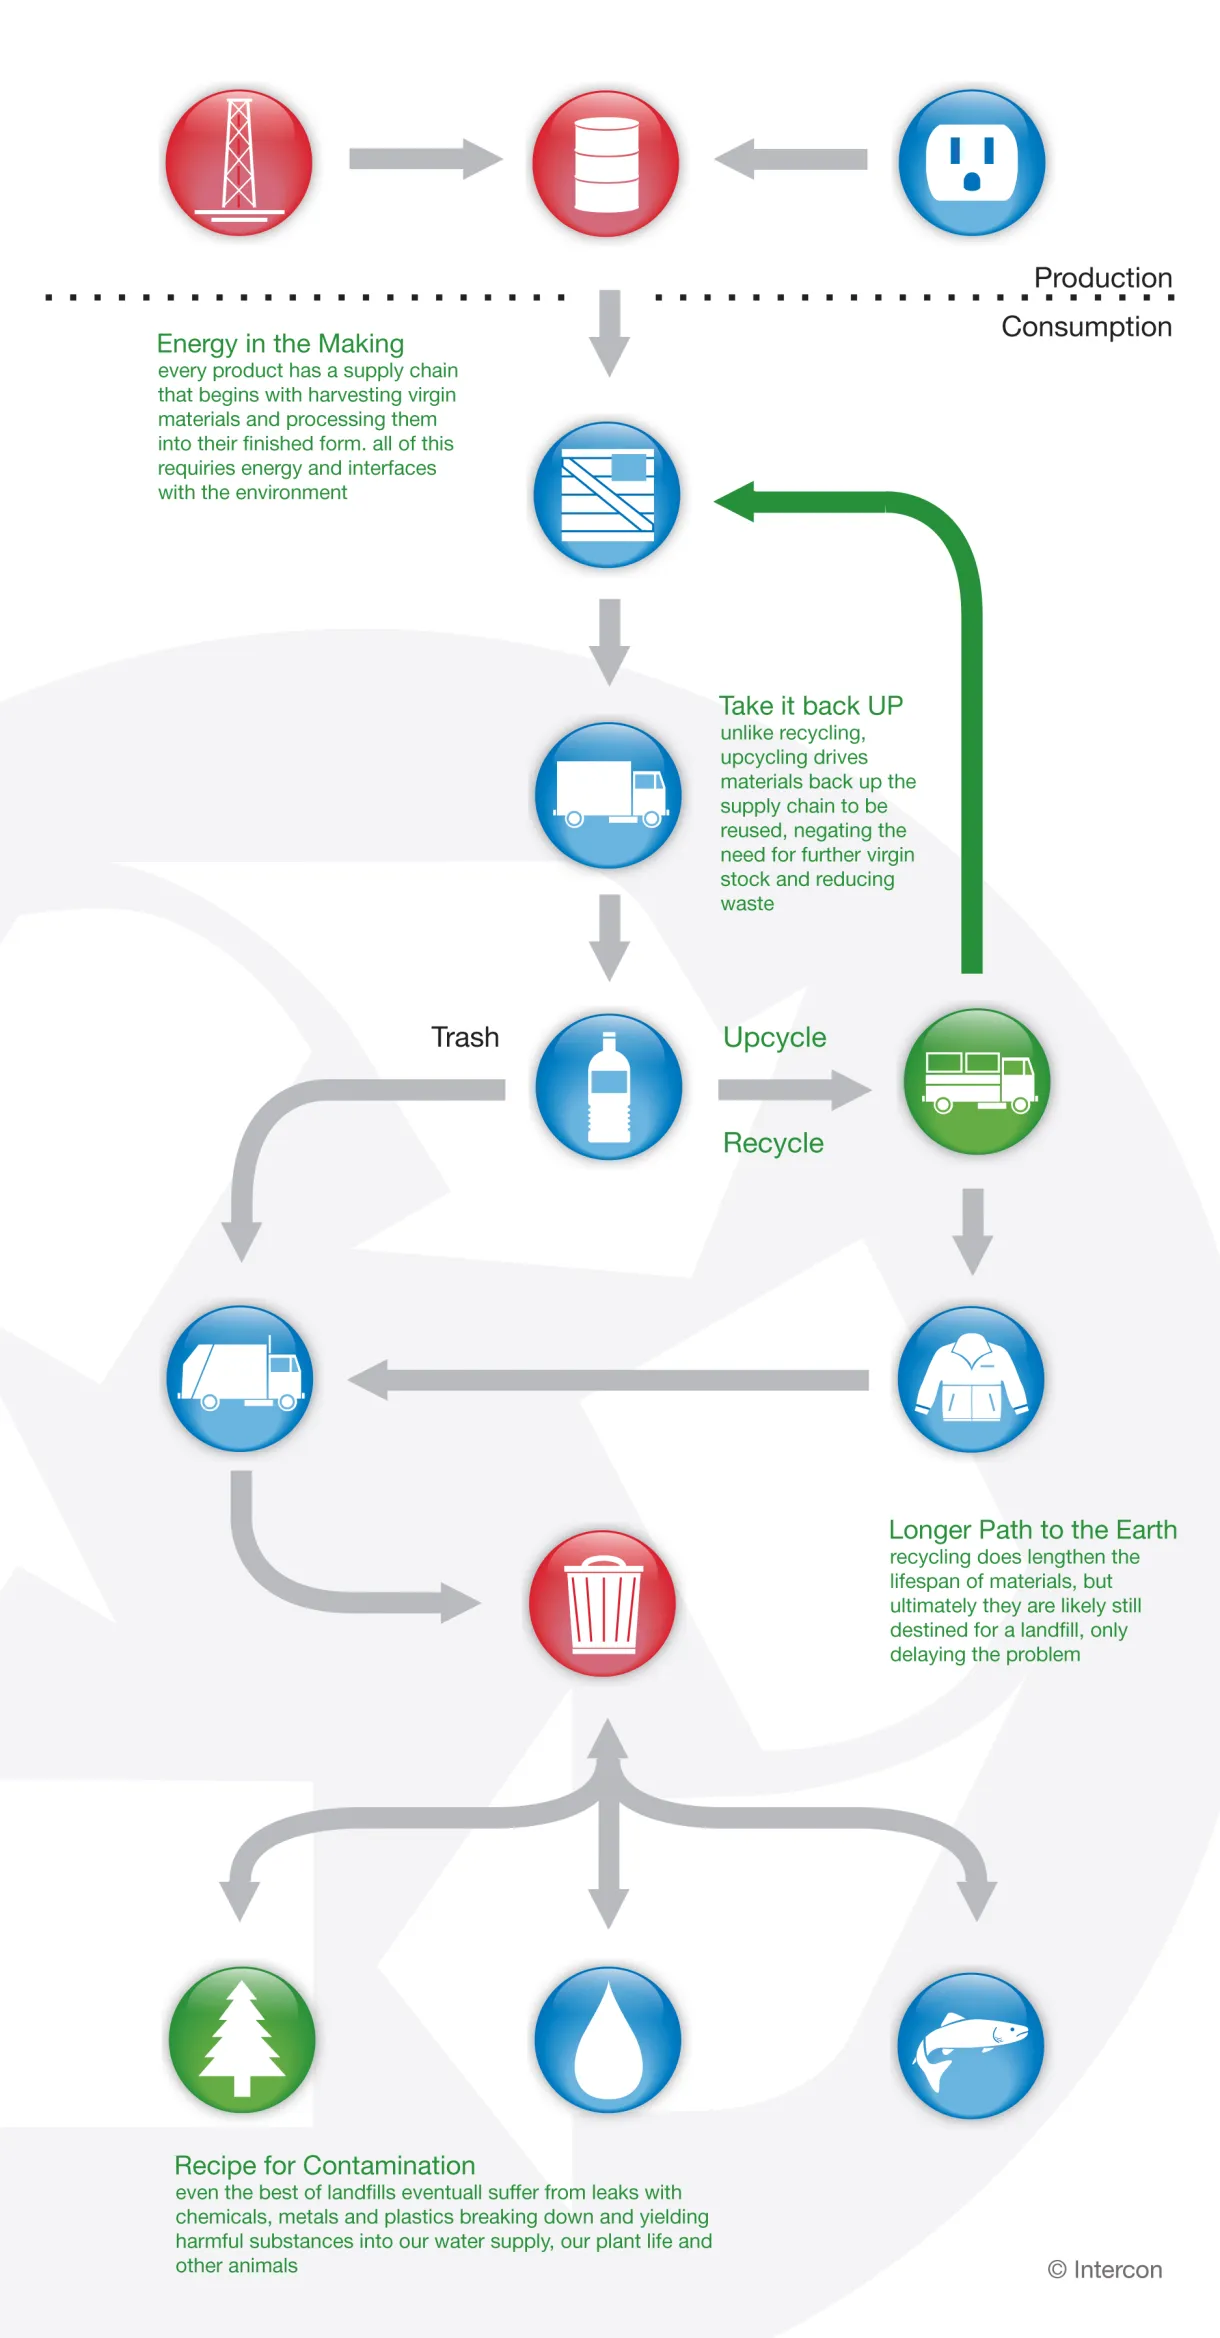 Production
Consumption
Energy in the Making
every product has a supply chain
that begins with harvesting virgin
materials and processing them
into their finished form. all of this
requiries energy and interfaces
with the environment
Take it back UP
unlike recycling,
upcycling drives
materials back up the
supply chain to be
reused, negating the
need for further virgin
stock and reducing
waste
Trash
Upcycle
Recycle
Longer Path to the Earth
recycling does lengthen the
lifespan of materials, but
ultimately they are likely still
destined for a landfill, only
delaying the problem
Recipe for Contamination
even the best of landfills eventuall suffer from leaks with
chemicals, metals and plastics breaking down and yielding
harmful substances into our water supply, our plant life and
other animals
© Intercon